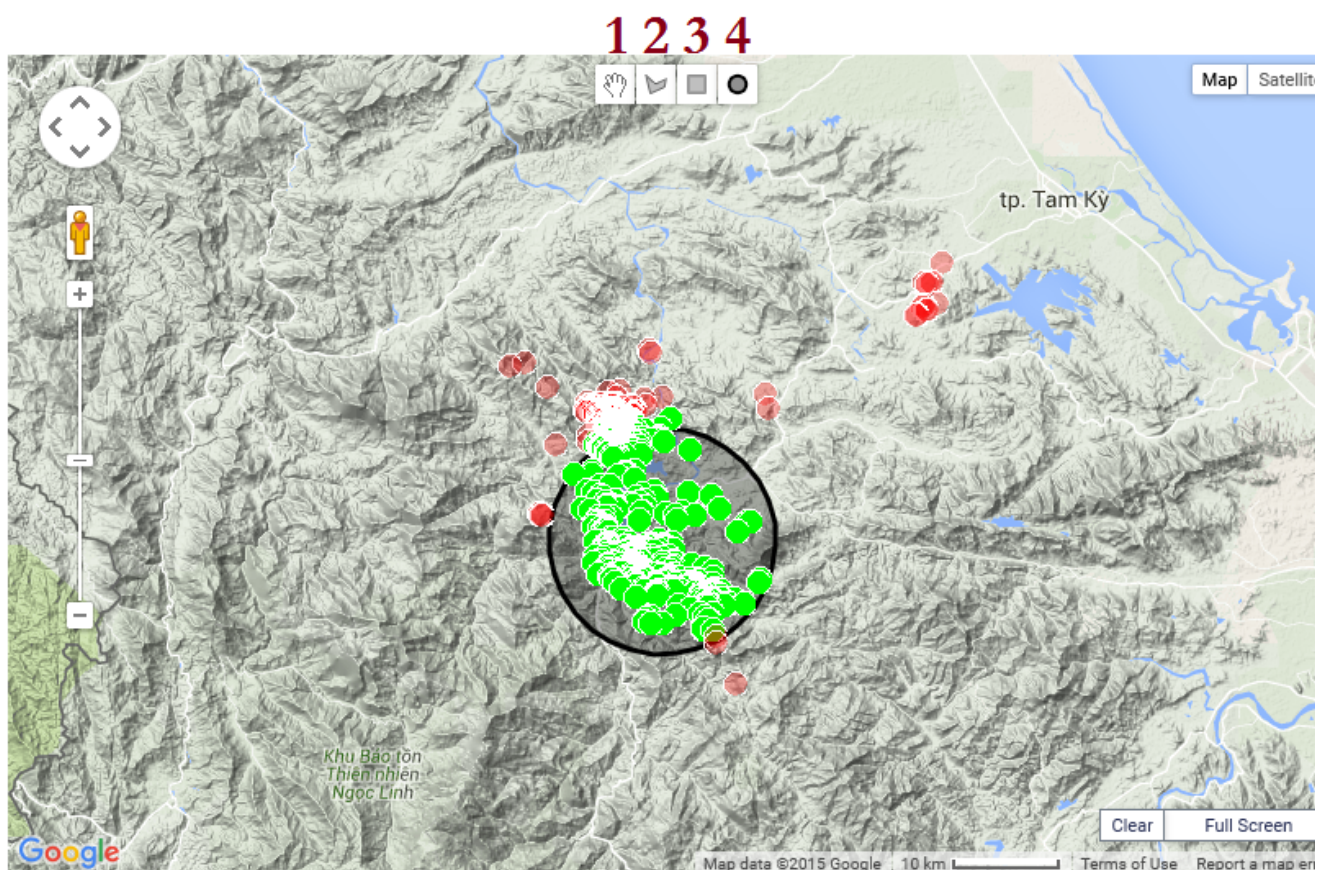 1 2 3 4
Map Satellit
tp. Tam Kỳ
+
−
Khu Bảo tồn
Thiên nhiên
Ngọc Linh
Clear Full Screen
Google
Map data ©2015 Google 10 km Terms of Use Report a map er